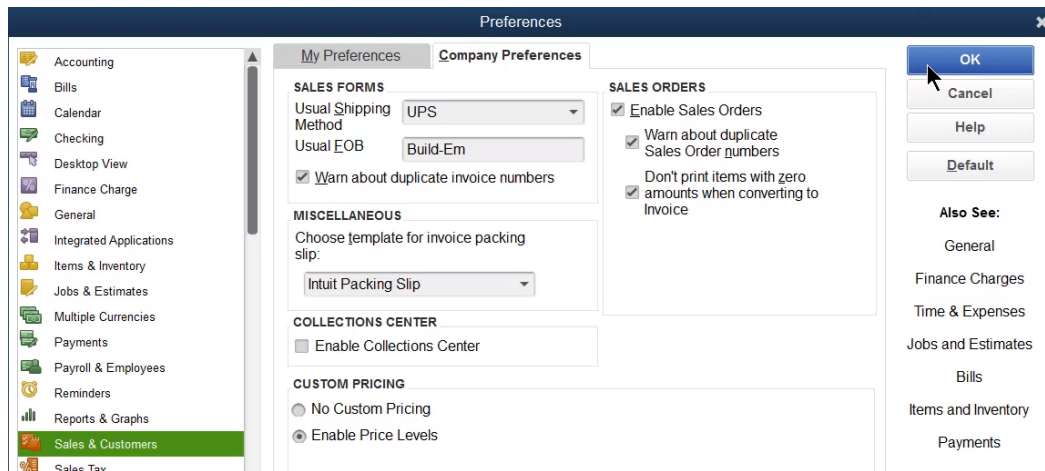 Preferences
Accounting
Bills
Calendar
Checking
Desktop View
Finance Charge
General
Integrated Applications
Items & Inventory
Jobs & Estimates
Multiple Currencies
Payments
Payroll & Employees
Reminders
Reports & Graphs
Sales & Customers
Sales Tax
My Preferences
Company Preferences
SALES FORMS
Usual Shipping
Method
UPS
Usual FOB
Build-Em
Warn about duplicate invoice numbers
MISCELLANEOUS
Choose template for invoice packing
slip:
Intuit Packing Slip
COLLECTIONS CENTER
Enable Collections Center
CUSTOM PRICING
No Custom Pricing
Enable Price Levels
SALES ORDERS
Enable Sales Orders
Warn about duplicate
Sales Order numbers
Don't print items with zero
amounts when converting to
Invoice
OK
Cancel
Help
Default
Also See:
General
Finance Charges
Time & Expenses
Jobs and Estimates
Bills
Items and Inventory
Payments